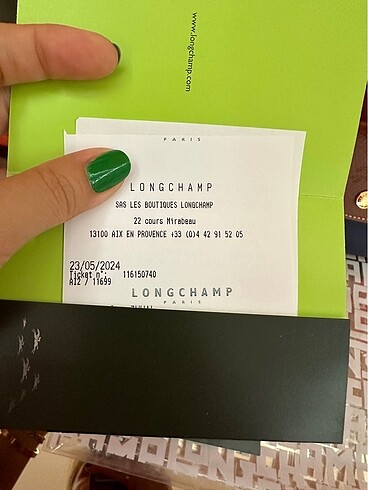 www.longchamp.com
PARIS
LONGCHAMP
SAS LES BOUTIQUES LONGCHAMP
22 cours Mirabeau
13100 AIX EN PROVENCE +33 (0)4 42 91 52 05
23/05/2024
Ticket n°: 116150740
A12 / 11699
LONGCHAMP
PARIS
LONGCHAMP